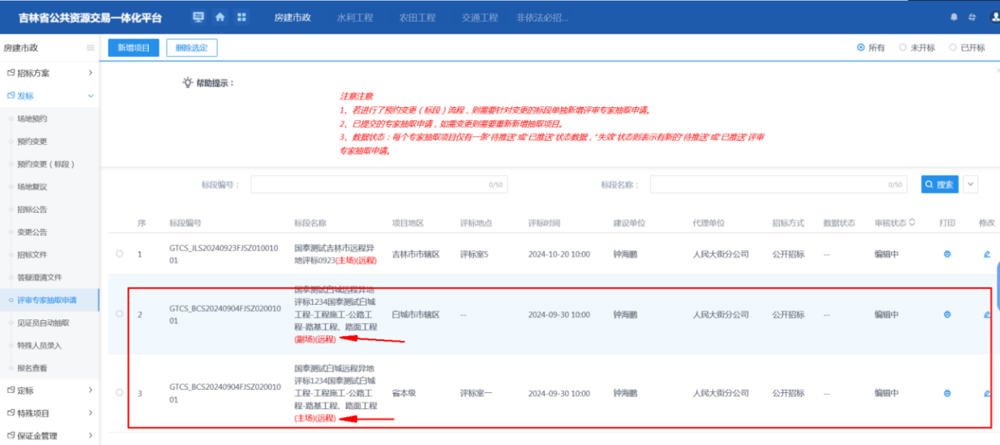 吉林省公共资源交易一体化平台
房建市政 水利工程 农田工程 交通工程 非依法必招...
房建市政
新增项目 删除选定
所有 未开标 已开标
招标方案
发标
场地预约
预约变更
预约变更（标段）
场地复议
招标公告
变更公告
招标文件
答疑澄清文件
评审专家抽取申请
见证员自动抽取
特殊人员录入
报名查看
定标
特殊项目
保证金管理
帮助提示：
注意注意
1、若进行了预约变更（标段）流程，则需要针对变更的标段单独新增评审专家抽取申请。
2、已提交的专家抽取申请，如需变更则需要重新新增抽取项目。
3、数据状态：每个专家抽取项目仅有一条"待推送"或"已推送"状态数据，"失效"状态则表示有新的"待推送"或"已推送"评审
专家抽取申请。
标段编号： 0/50 标段名称： 0/50 搜索
序 标段编号 标段名称 项目地区 评标地点 评标时间 建设单位 代理单位 招标方式 数据状态 审核状态 打印 修改
1
GTCS_JLS20240923FJSZ010010
01
国泰测试吉林市远程异
地评标0923(主场)(远程)
吉林市市辖区 评标室5 2024-10-20 10:00 钟海鹏 人民大街分公司 公开招标 -- 编辑中
2
GTCS_BCS20240904FJSZ020010
01
国泰测试白城远程异地
评标1234国泰测试白城
工程-工程施工-公路工
程-路基工程、路面工程
(副场)(远程)
白城市市辖区 -- 2024-09-30 10:00 钟海鹏 人民大街分公司 公开招标 -- 编辑中
3
GTCS_BCS20240904FJSZ020010
01
国泰测试白城远程异地
评标1234国泰测试白城
工程-工程施工-公路工
程-路基工程、路面工程
(主场)(远程)
省本级 评标室一 2024-09-30 10:00 钟海鹏 人民大街分公司 公开招标 -- 编辑中